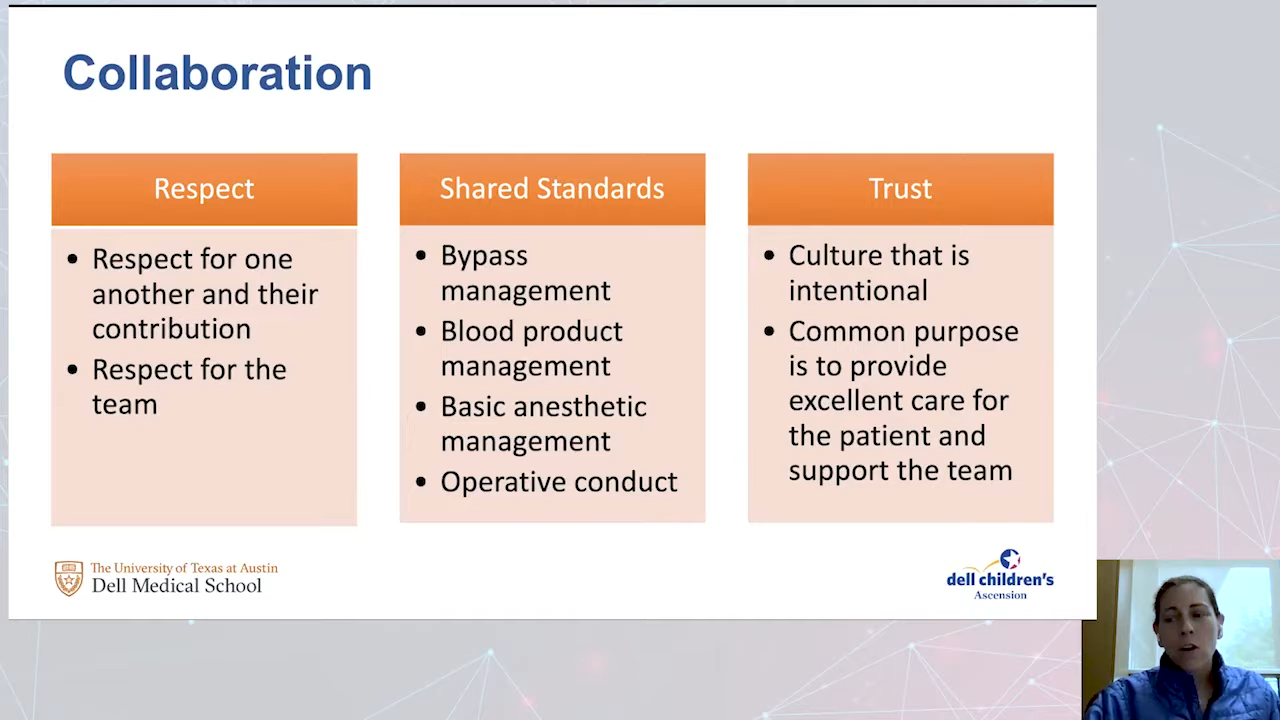 Collaboration
Respect
• Respect for one
another and their
contribution
• Respect for the
team
Shared Standards
• Bypass
management
• Blood product
management
• Basic anesthetic
management
• Operative conduct
Trust
• Culture that is
intentional
• Common purpose
is to provide
excellent care for
the patient and
support the team
The University of Texas at Austin
Dell Medical School
dell children's
Ascension